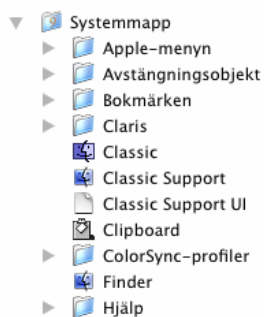 Systemmapp
Apple-menyn
Avstängningsobjekt
Bokmärken
Claris
Classic
Classic Support
Classic Support UI
Clipboard
ColorSync-profiler
Finder
Hjälp